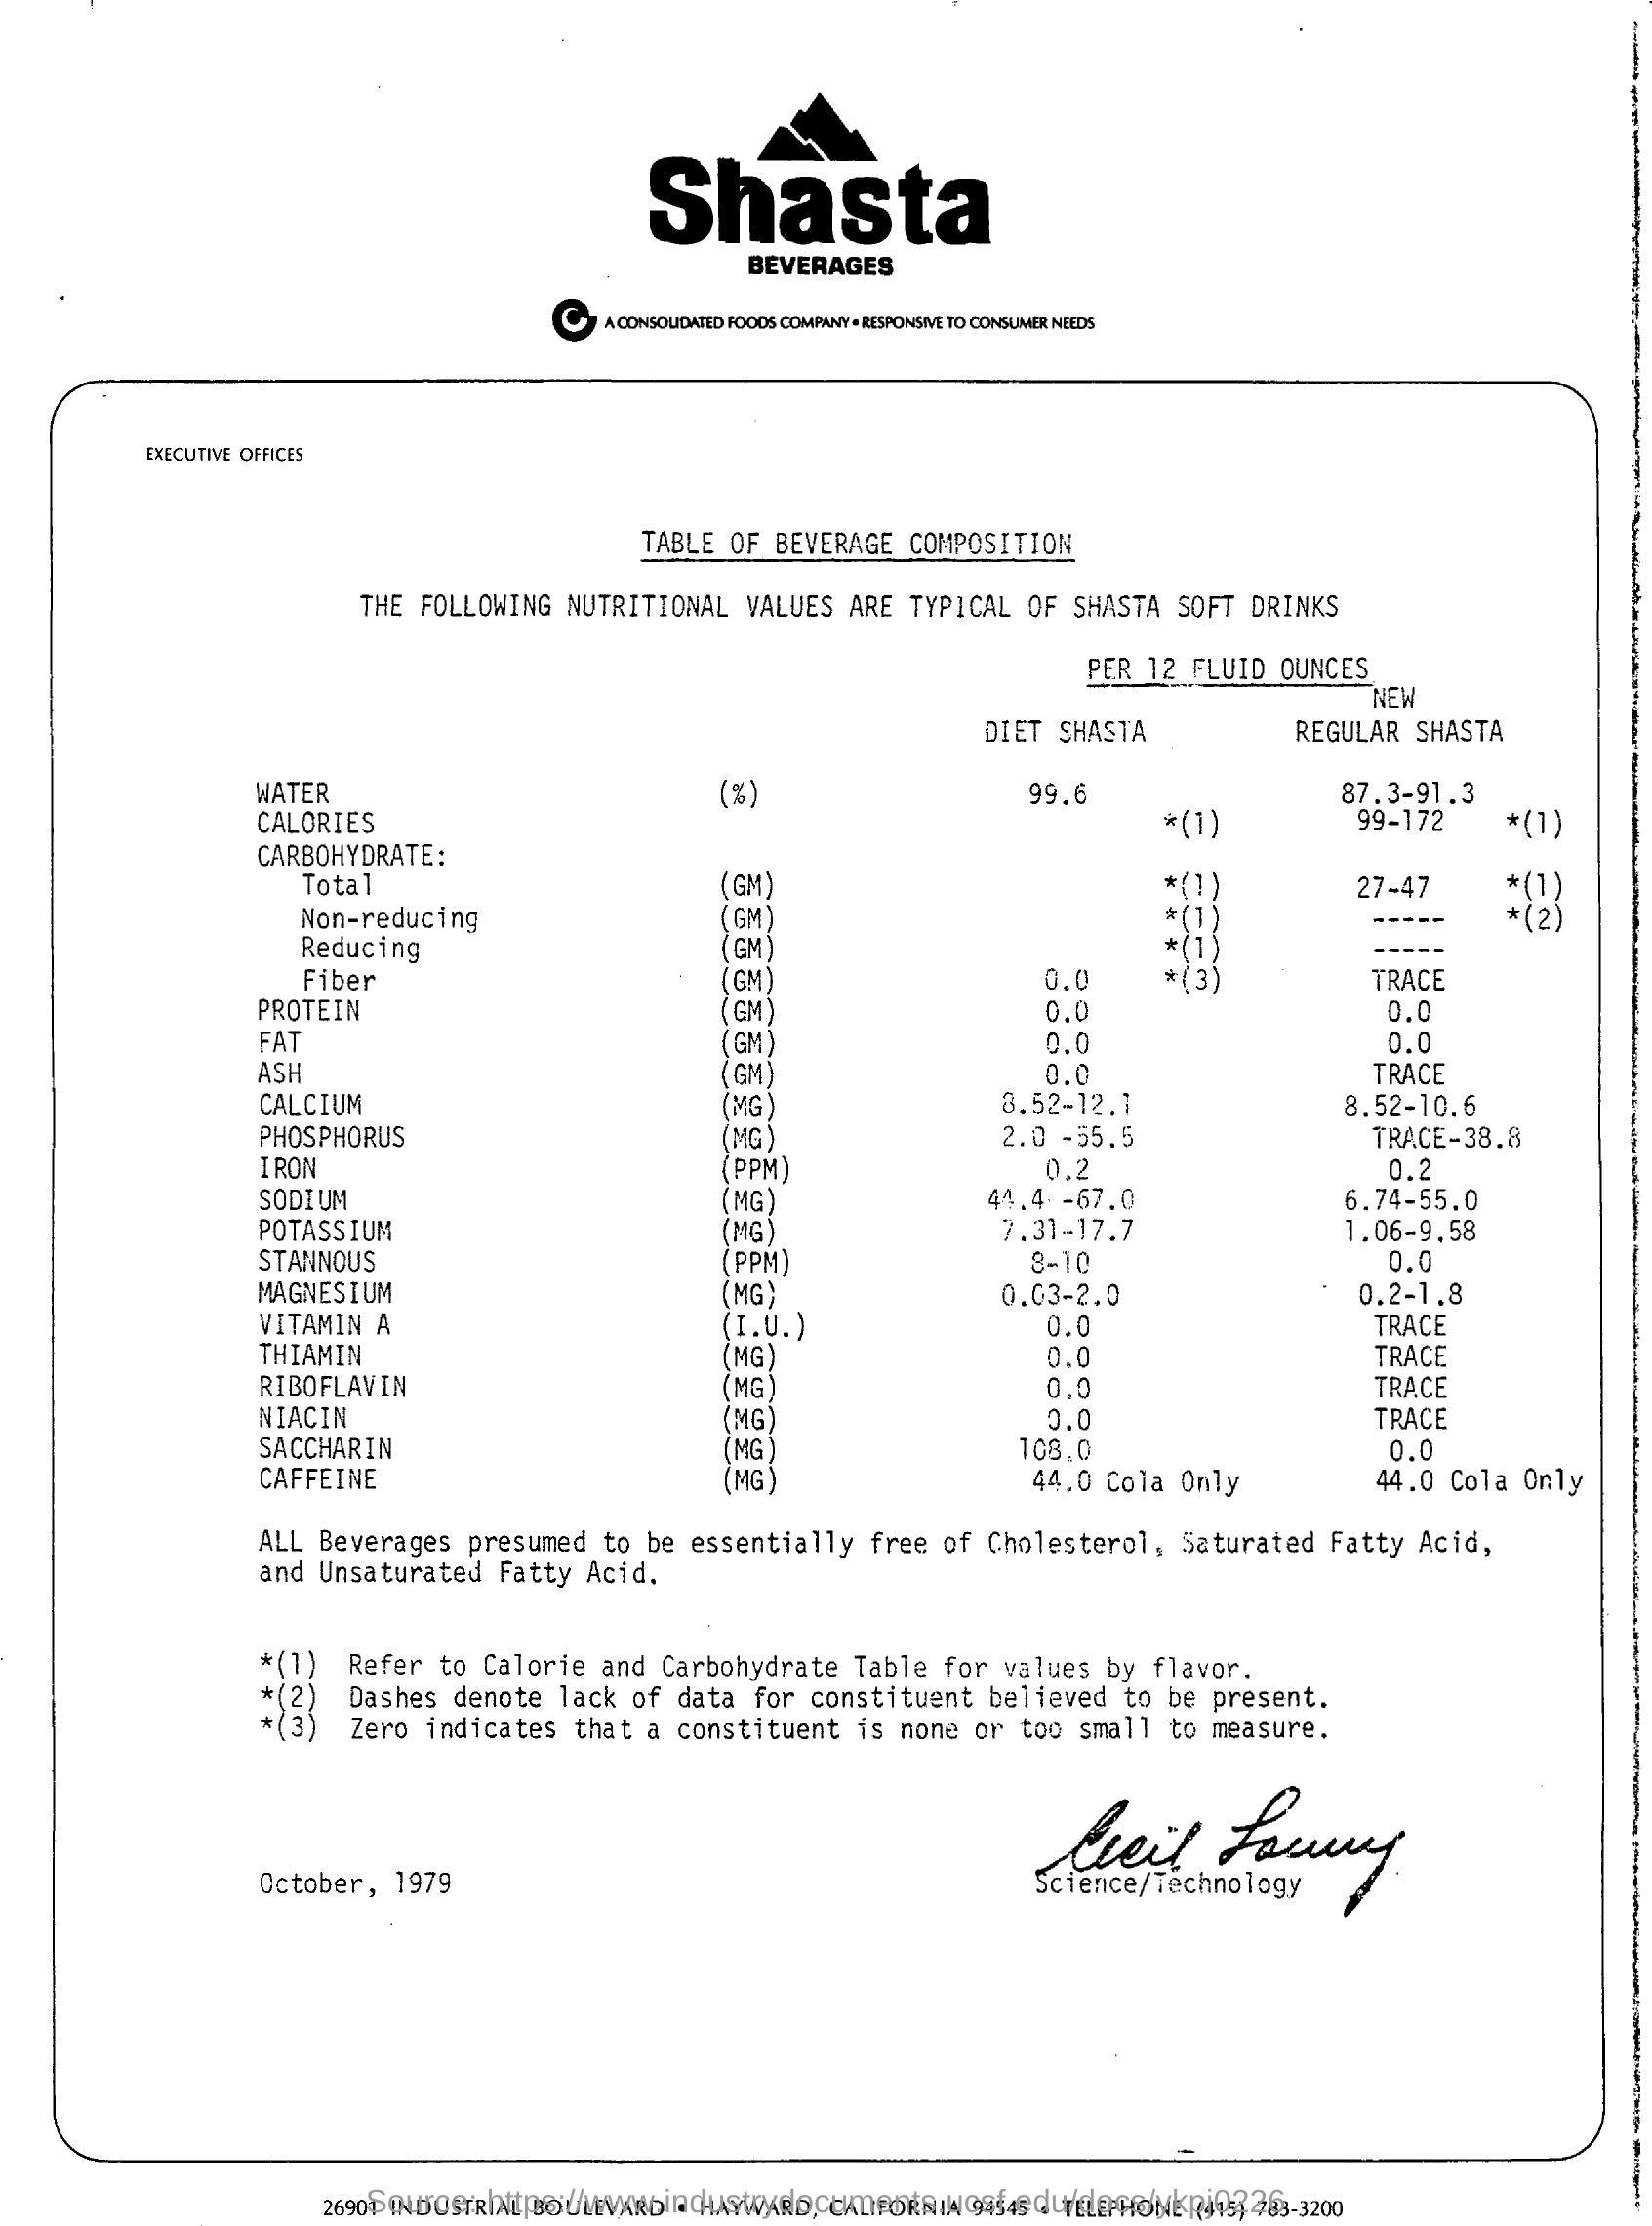 Shasta
BEVERAGES
A CONSOLIDATED FOODS COMPANY • RESPONSIVE TO CONSUMER NEEDS
EXECUTIVE OFFICES
TABLE OF BEVERAGE COMPOSITION
THE FOLLOWING NUTRITIONAL VALUES ARE TYPICAL OF SHASTA SOFT DRINKS
PER 12 FLUID OUNCES
NEW
DIET SHASTA REGULAR SHASTA
WATER (%) 99.6 87.3-91.3
CALORIES *(1) 99-172 *(1)
CARBOHYDRATE:
Total (GM) *(1) 27-47 *(1)
Non-reducing (GM) *(1) ----- *(2)
Reducing (GM) *(1) -----
Fiber (GM) 0.0 *(3) TRACE
PROTEIN (GM) 0.0 0.0
FAT (GM) 0.0 0.0
ASH (GM) 0.0 TRACE
CALCIUM (MG) 8.52-12.1 8.52-10.6
PHOSPHORUS (MG) 2.0 -55.5 TRACE-38.8
IRON (PPM) 0.2 0.2
SODIUM (MG) 44.4 -67.0 6.74-55.0
POTASSIUM (MG) 7.31-17.7 1.06-9.58
STANNOUS (PPM) 8-10 0.0
MAGNESIUM (MG) 0.03-2.0 0.2-1.8
VITAMIN A (I.U.) 0.0 TRACE
THIAMIN (MG) 0.0 TRACE
RIBOFLAVIN (MG) 0.0 TRACE
NIACIN (MG) 0.0 TRACE
SACCHARIN (MG) 108.0 0.0
CAFFEINE (MG) 44.0 Cola Only 44.0 Cola Only
ALL Beverages presumed to be essentially free of Cholesterol, Saturated Fatty Acid,
and Unsaturated Fatty Acid.
*(1) Refer to Calorie and Carbohydrate Table for values by flavor.
*(2) Dashes denote lack of data for constituent believed to be present.
*(3) Zero indicates that a constituent is none or too small to measure.
Cecil
October, 1979 Science/Technology
26901 INDUSTRIAL BOULEVARD • HAYWARD, CALIFORNIA 94545 • TELEPHONE (415) 783-3200
Source: https://www.industrydocuments.ucsf.edu/docs/ykpj0226